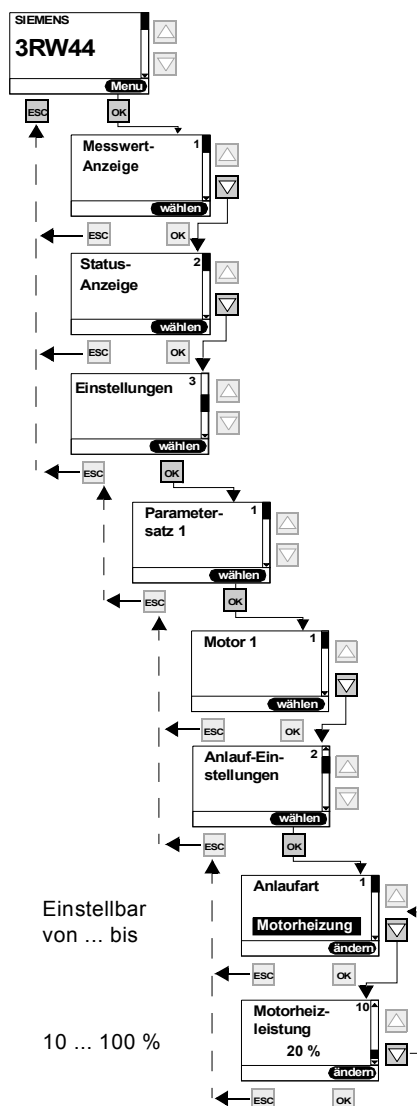 SIEMENS
3RW44
Menu
ESC
OK
Messwert-
Anzeige
1
wählen
ESC
OK
Status-
Anzeige
2
wählen
ESC
OK
Einstellungen
3
wählen
ESC
OK
Parameter-
satz 1
1
wählen
ESC
OK
Motor 1
1
wählen
ESC
OK
Anlauf-Ein-
stellungen
2
wählen
ESC
OK
Einstellbar
von ... bis
Anlaufart
1
Motorheizung
ändern
ESC
OK
10 ... 100 %
Motorheiz-
leistung
10
20 %
ändern
ESC
OK